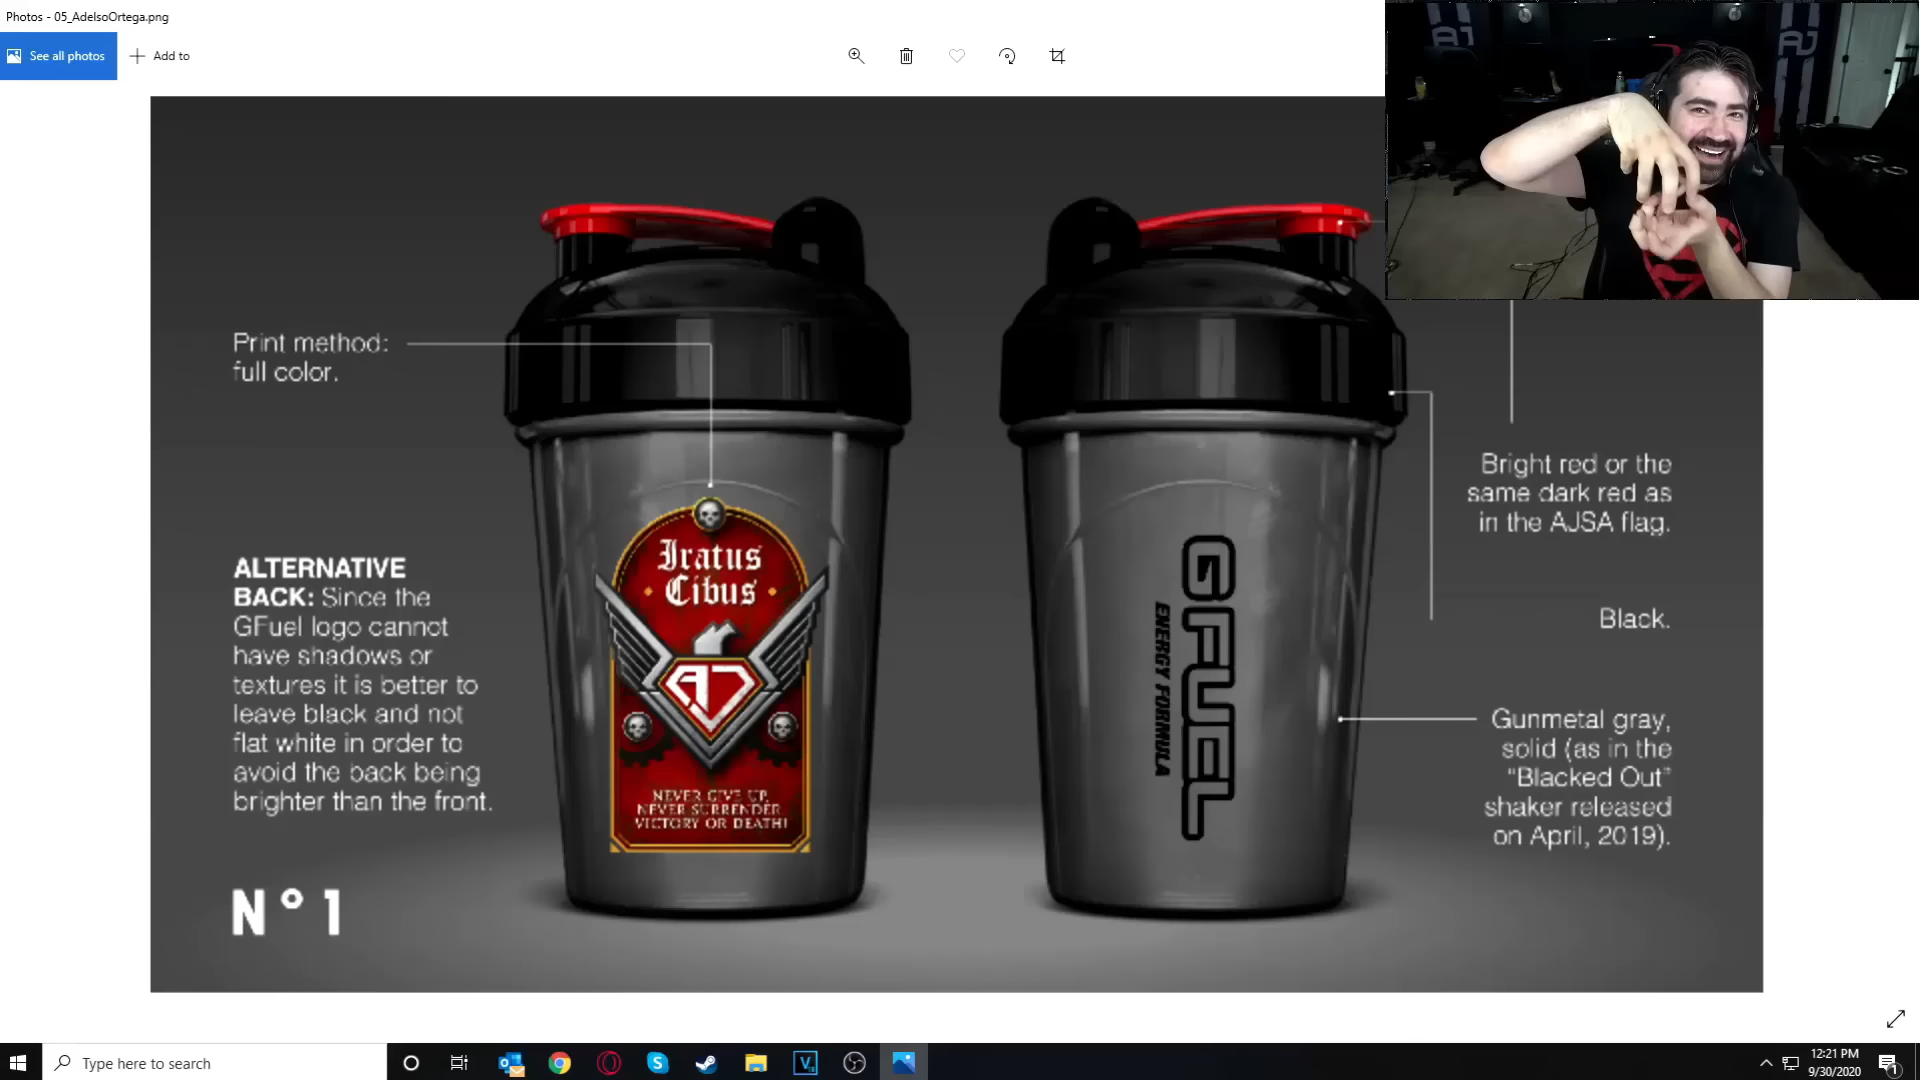 Photos - 05_AdelsoOrtega.png
See all photos
Add to
Print method:
full color.
ALTERNATIVE
BACK: Since the
GFuel logo cannot
have shadows or
textures it is better to
leave black and not
flat white in order to
avoid the back being
brighter than the front.
N° 1
Iratus
Cibus
NEVER GIVE UP,
NEVER SURRENDER
VICTORY OR DEATH!
GFUEL
ENERGY FORMULA
Bright red or the
same dark red as
in the AJSA flag.
Black.
Gunmetal gray,
solid (as in the
"Blacked Out"
shaker released
on April, 2019).
Type here to search
12:21 PM
9/30/2020
1